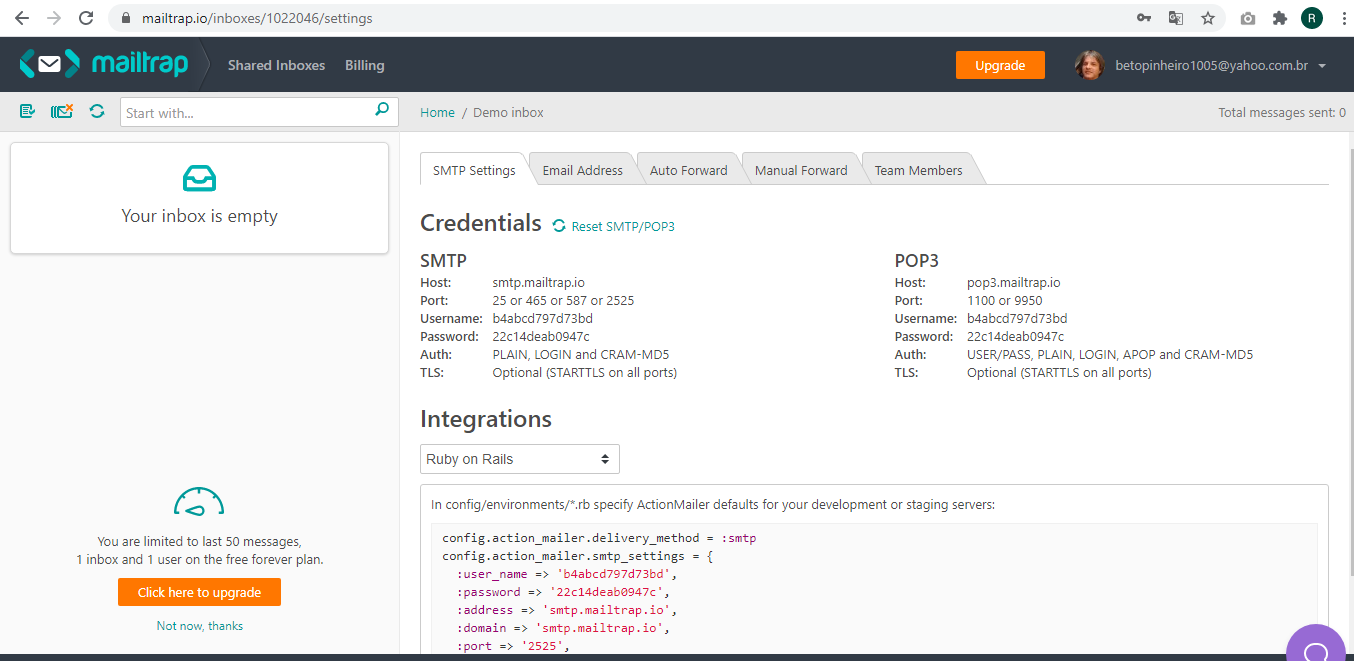 mailtrap.io/inboxes/1022046/settings
R
mailtrap
Shared Inboxes
Billing
Upgrade
betopinheiro1005@yahoo.com.br
Start with...
Home / Demo inbox
Total messages sent: 0
Your inbox is empty
You are limited to last 50 messages,
1 inbox and 1 user on the free forever plan.
Click here to upgrade
Not now, thanks
SMTP Settings
Email Address
Auto Forward
Manual Forward
Team Members
Credentials
Reset SMTP/POP3
SMTP
Host: smtp.mailtrap.io
Port: 25 or 465 or 587 or 2525
Username: b4abcd797d73bd
Password: 22c14deab0947c
Auth: PLAIN, LOGIN and CRAM-MD5
TLS: Optional (STARTTLS on all ports)
POP3
Host: pop3.mailtrap.io
Port: 1100 or 9950
Username: b4abcd797d73bd
Password: 22c14deab0947c
Auth: USER/PASS, PLAIN, LOGIN, APOP and CRAM-MD5
TLS: Optional (STARTTLS on all ports)
Integrations
Ruby on Rails
In config/environments/*.rb specify ActionMailer defaults for your development or staging servers:
config.action_mailer.delivery_method = :smtp
config.action_mailer.smtp_settings = {
:user_name => 'b4abcd797d73bd',
:password => '22c14deab0947c',
:address => 'smtp.mailtrap.io',
:domain => 'smtp.mailtrap.io',
:port => '2525',